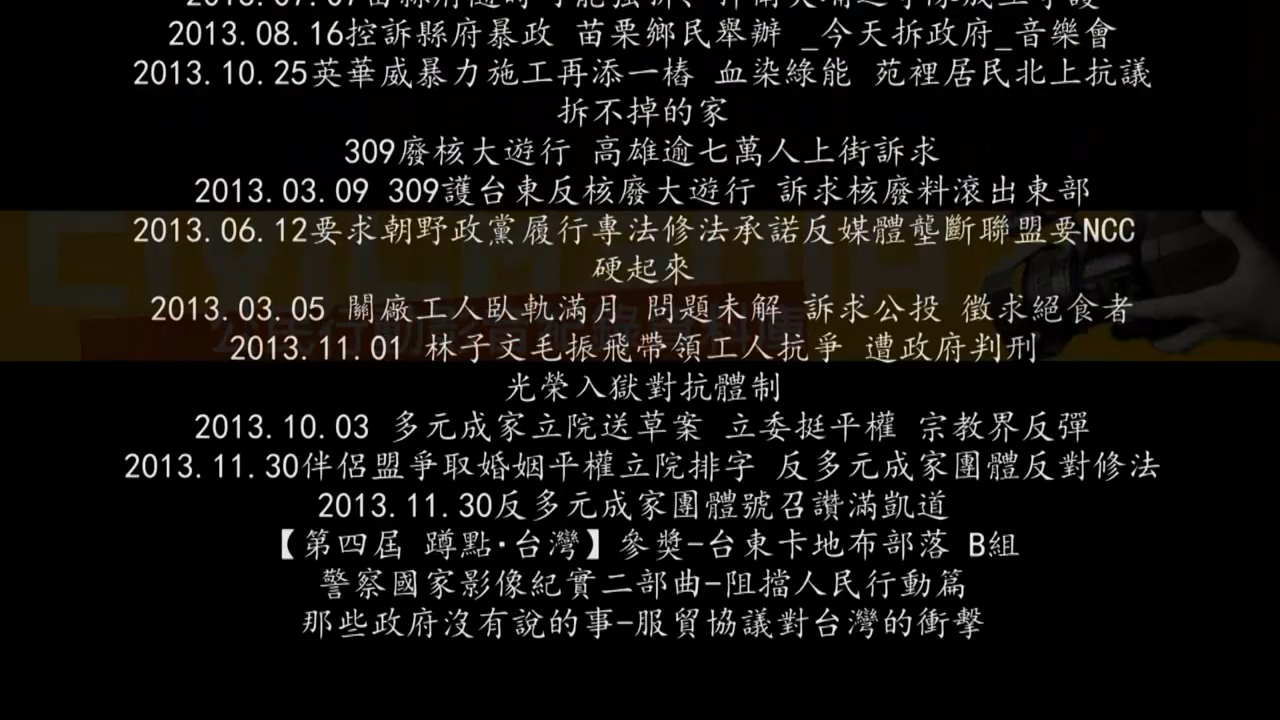 2013.08.16控訴縣府暴政 苗栗鄉民舉辦 _今天拆政府_音樂會
2013.10.25英華威暴力施工再添一樁 血染綠能 苑裡居民北上抗議
拆不掉的家
309廢核大遊行 高雄逾七萬人上街訴求
2013.03.09 309護台東反核廢大遊行 訴求核廢料滾出東部
2013.06.12要求朝野政黨履行專法修法承諾反媒體壟斷聯盟要NCC
硬起來
2013.03.05 關廠工人臥軌滿月 問題未解 訴求公投 徵求絕食者
公民行動影音紀錄資料庫
2013.11.01 林子文毛振飛帶領工人抗爭 遭政府判刑
光榮入獄對抗體制
2013.10.03 多元成家立院送草案 立委挺平權 宗教界反彈
2013.11.30伴侶盟爭取婚姻平權立院排字 反多元成家團體反對修法
2013.11.30反多元成家團體號召讚滿凱道
【第四屆 蹲點·台灣】參獎-台東卡地布部落 B組
警察國家影像紀實二部曲-阻擋人民行動篇
那些政府沒有說的事-服貿協議對台灣的衝擊